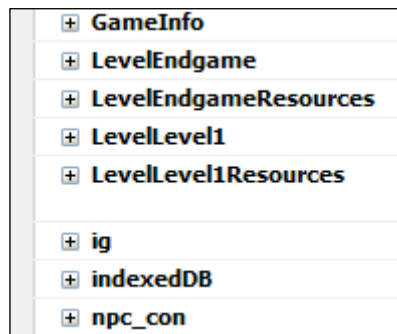 GameInfo
LevelEndgame
LevelEndgameResources
LevelLevel1
LevelLevel1Resources
ig
indexedDB
npc_con